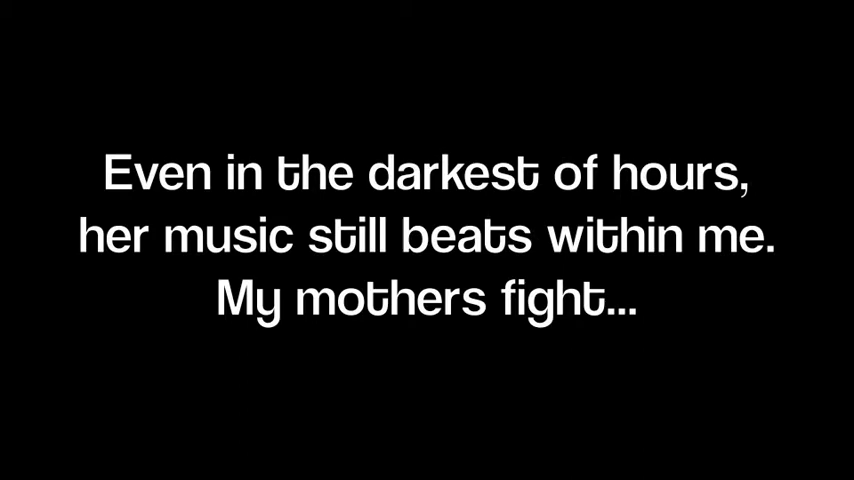 Even in the darkest of hours,
her music still beats within me.
My mothers fight...